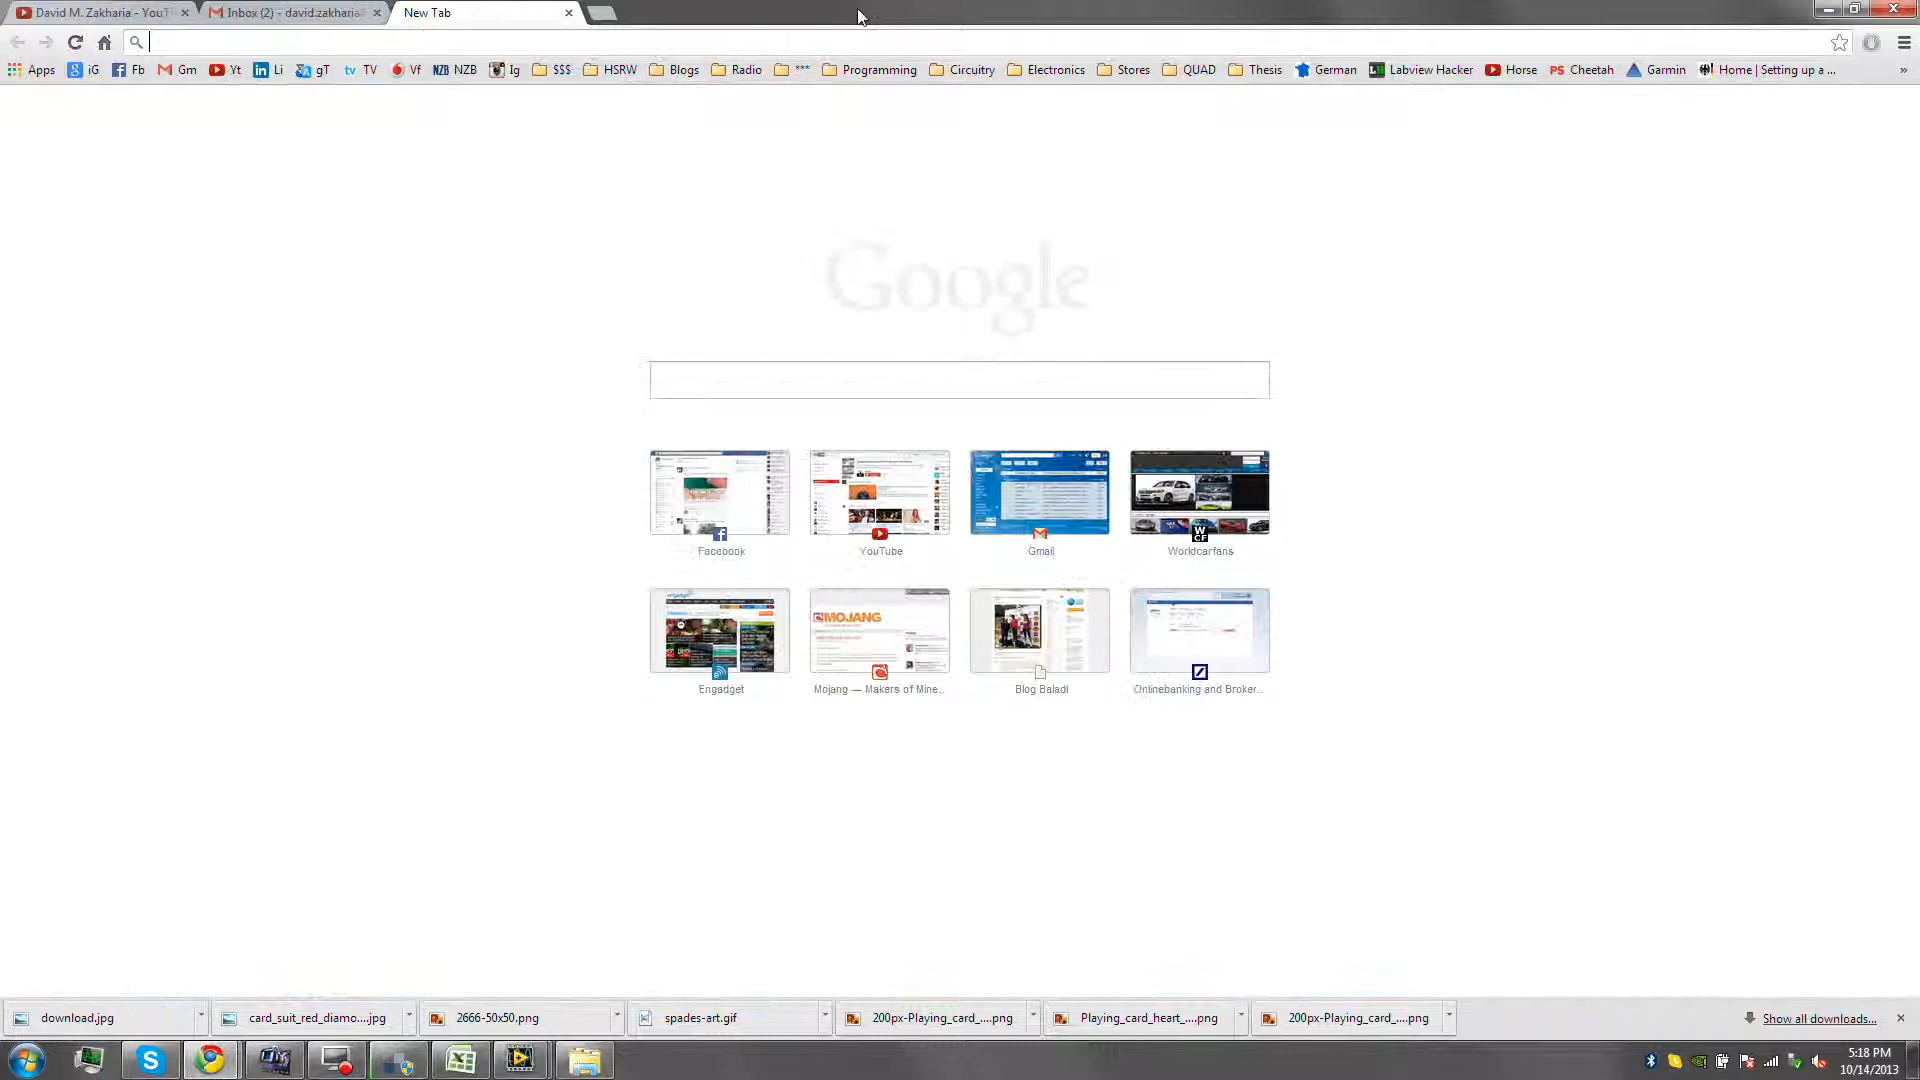 David M. Zakharia - YouT
Inbox (2) - david.zakharia
New Tab
Apps
iG
Fb
Gm
Yt
Li
gT
TV
Vf
NZB
Ig
$$$
HSRW
Blogs
Radio
***
Programming
Circuitry
Electronics
Stores
QUAD
Thesis
German
Labview Hacker
Horse
Cheetah
Garmin
Home | Setting up a ...
»
Google
Facebook
YouTube
Gmail
Worldcarfans
MOJANG
Engadget
Mojang — Makers of Mine...
Blog Baladi
Onlinebanking and Broker...
download.jpg
card_suit_red_diamo....jpg
2666-50x50.png
spades-art.gif
200px-Playing_card_....png
Playing_card_heart_....png
200px-Playing_card_....png
Show all downloads...
5:18 PM
10/14/2013